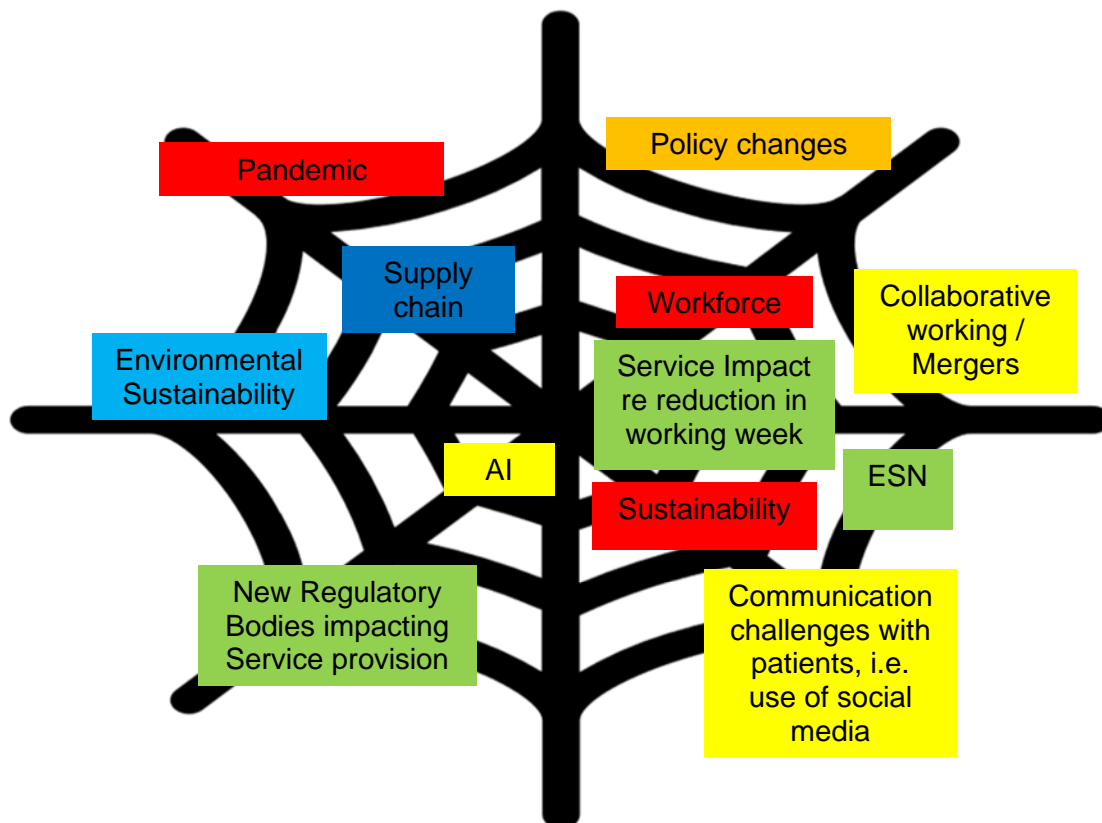 Pandemic
Policy changes
Supply
chain
Workforce
Collaborative
working /
Mergers
Environmental
Sustainability
Service Impact
re reduction in
working week
AI
ESN
Sustainability
New Regulatory
Bodies impacting
Service provision
Communication
challenges with
patients, i.e.
use of social
media